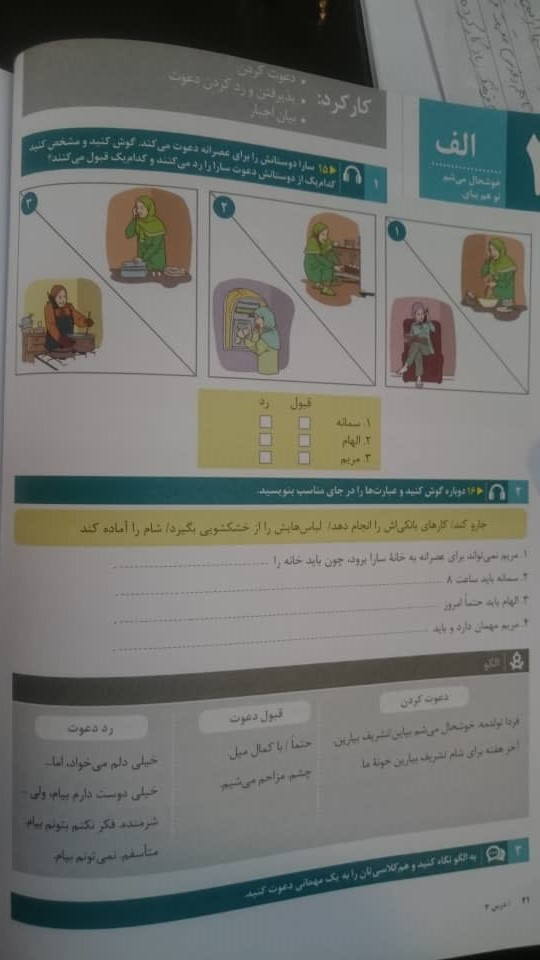 کارکرد:
• دعوت کردن
• پذیرفتن و رد کردن دعوت
• بیان اجبار
۱
الف
خوشحال می‌شم
تو هم بیای.
۱
۱۵ سارا دوستانش را برای عصرانه دعوت می‌کند. گوش کنید و مشخص کنید
کدام‌یک از دوستانش دعوت سارا را رد می‌کنند و کدام‌یک قبول می‌کنند؟
۱
۲
۳
قبول رد
۱. سمانه
۲. الهام
۳. مریم
۲
۱۶ دوباره گوش کنید و عبارت‌ها را در جای مناسب بنویسید.
جارو کند/ کارهای بانکی‌اش را انجام دهد/ لباس‌هایش را از خشکشویی بگیرد/ شام را آماده کند
۱. مریم نمی‌تواند برای عصرانه به خانهٔ سارا برود، چون باید خانه را
۲. سمانه باید ساعت ۸
۳. الهام باید حتماً امروز
۴. مریم مهمان دارد و باید
الگو
دعوت کردن
فردا تولدمه. خوشحال می‌شم بیاین/تشریف بیارین.
آخر هفته برای شام تشریف بیارین خونهٔ ما.
قبول دعوت
حتماً / با کمال میل.
چشم. مزاحم می‌شیم.
رد دعوت
خیلی دلم می‌خواد، اما...
خیلی دوست دارم بیام، ولی ...
شرمنده. فکر نکنم بتونم بیام.
متأسفم. نمی‌تونم بیام.
۳
به الگو نگاه کنید و هم‌کلاسی‌تان را به یک مهمانی دعوت کنید.
۲۱ / درس ۳